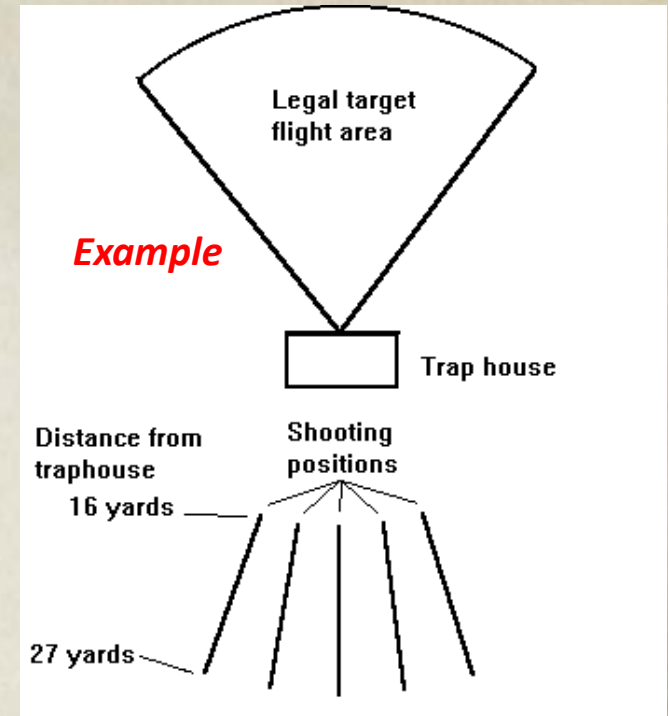 Legal target
flight area
Example
Trap house
Distance from
traphouse
Shooting
positions
16 yards
27 yards